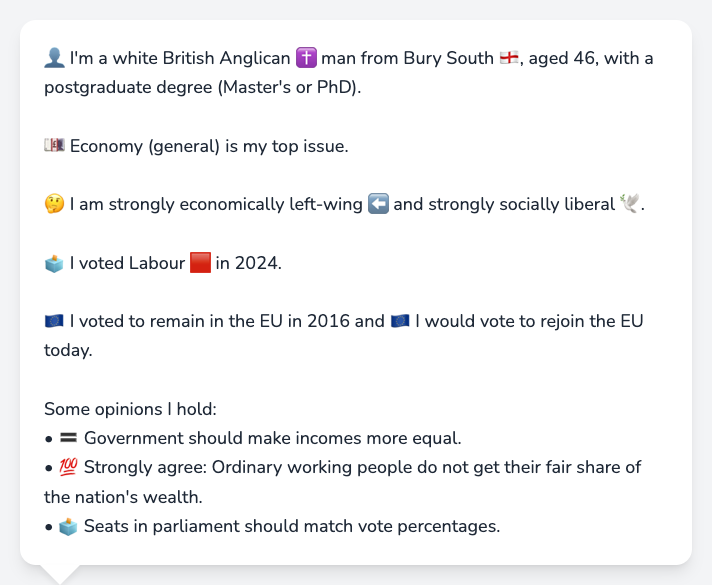 👤 I'm a white British Anglican ✝️ man from Bury South 🏴󠁧󠁢󠁥󠁮󠁧󠁿, aged 46, with a
postgraduate degree (Master's or PhD).
💷 Economy (general) is my top issue.
🤔 I am strongly economically left-wing ⬅️ and strongly socially liberal 🕊️.
🗳️ I voted Labour 🟥 in 2024.
🇪🇺 I voted to remain in the EU in 2016 and 🇪🇺 I would vote to rejoin the EU
today.
Some opinions I hold:
• 🟰 Government should make incomes more equal.
• 💯 Strongly agree: Ordinary working people do not get their fair share of
the nation's wealth.
• 🗳️ Seats in parliament should match vote percentages.